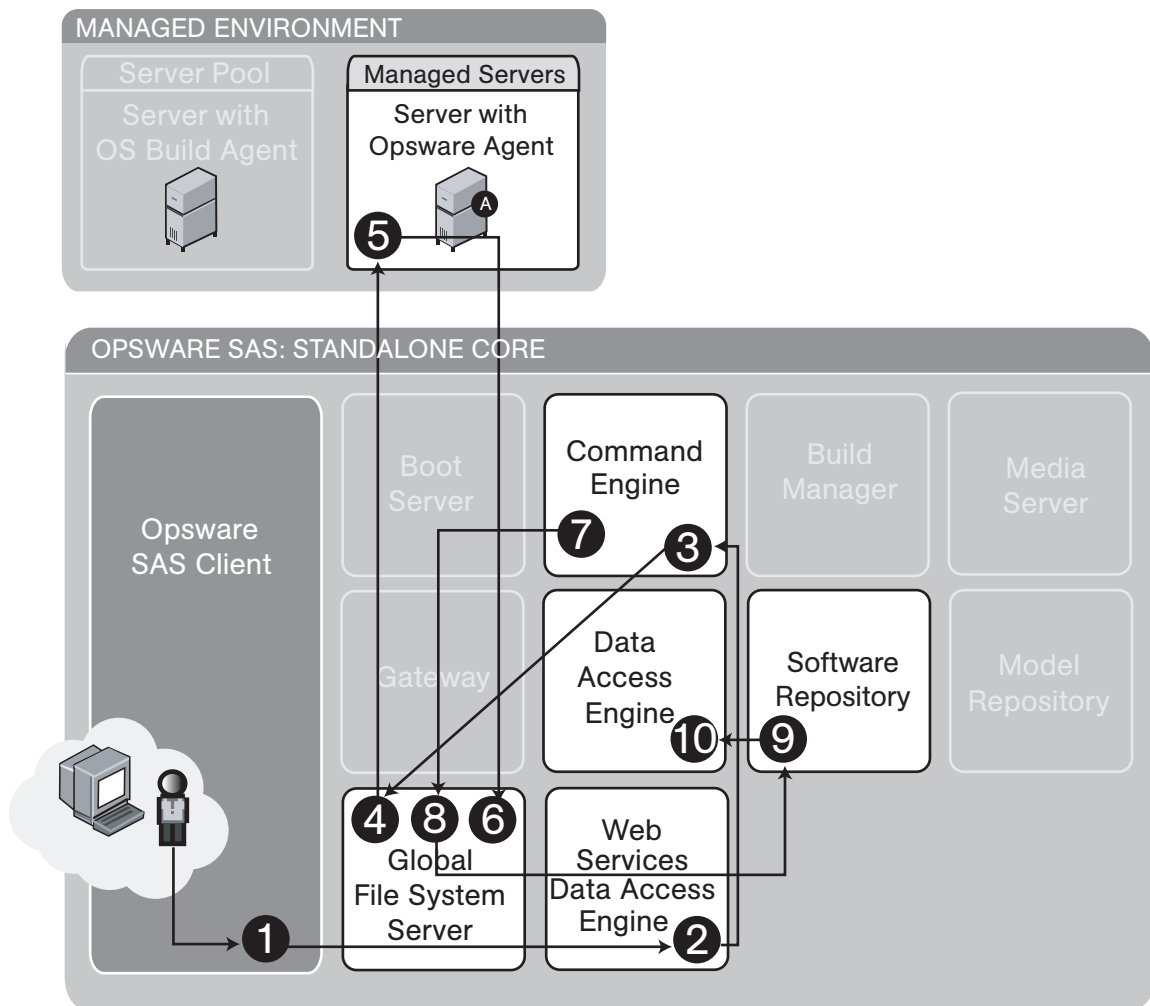 MANAGED ENVIRONMENT
Server Pool
Server with
OS Build Agent
Managed Servers
Server with
Opsware Agent
A
5
OPSWARE SAS: STANDALONE CORE
Opsware
SAS Client
Boot
Server
Command
Engine
7
3
Build
Manager
Media
Server
Gateway
Data
Access
Engine
10
Software
Repository
9
Model
Repository
4
8
6
Global
File System
Server
Web
Services
Data Access
Engine
2
1